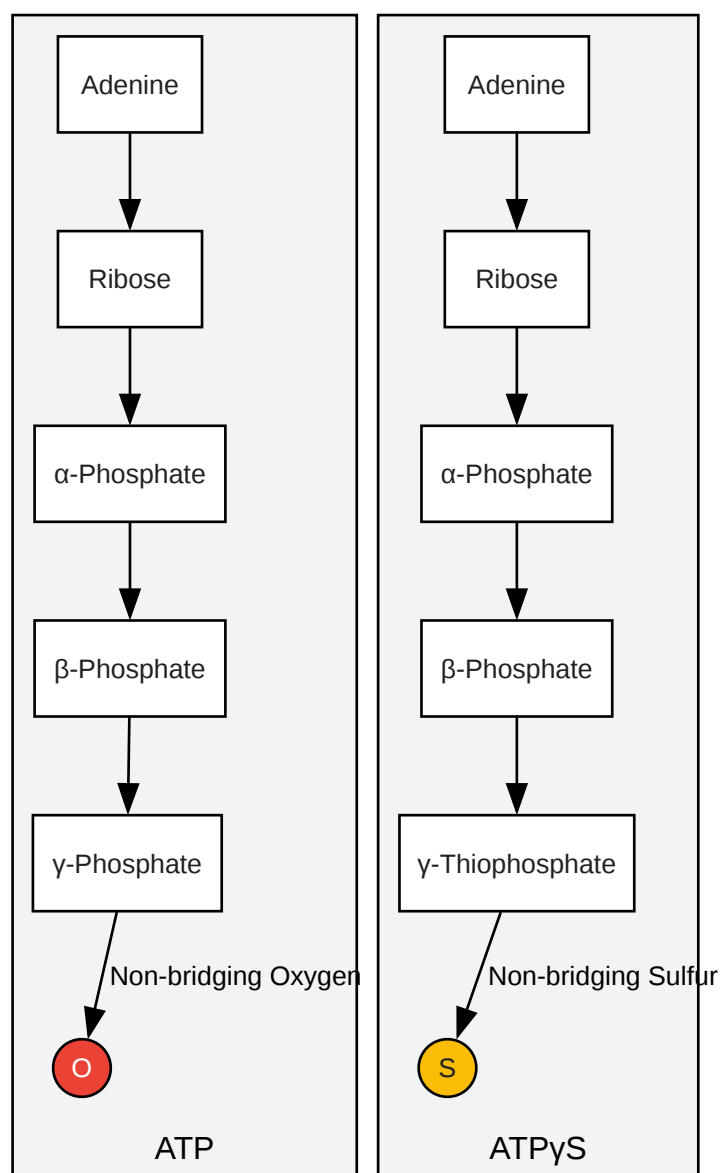 Adenine
Ribose
α-Phosphate
β-Phosphate
γ-Phosphate
Non-bridging Oxygen
O
ATP
Adenine
Ribose
α-Phosphate
β-Phosphate
γ-Thiophosphate
Non-bridging Sulfur
S
ATPγS